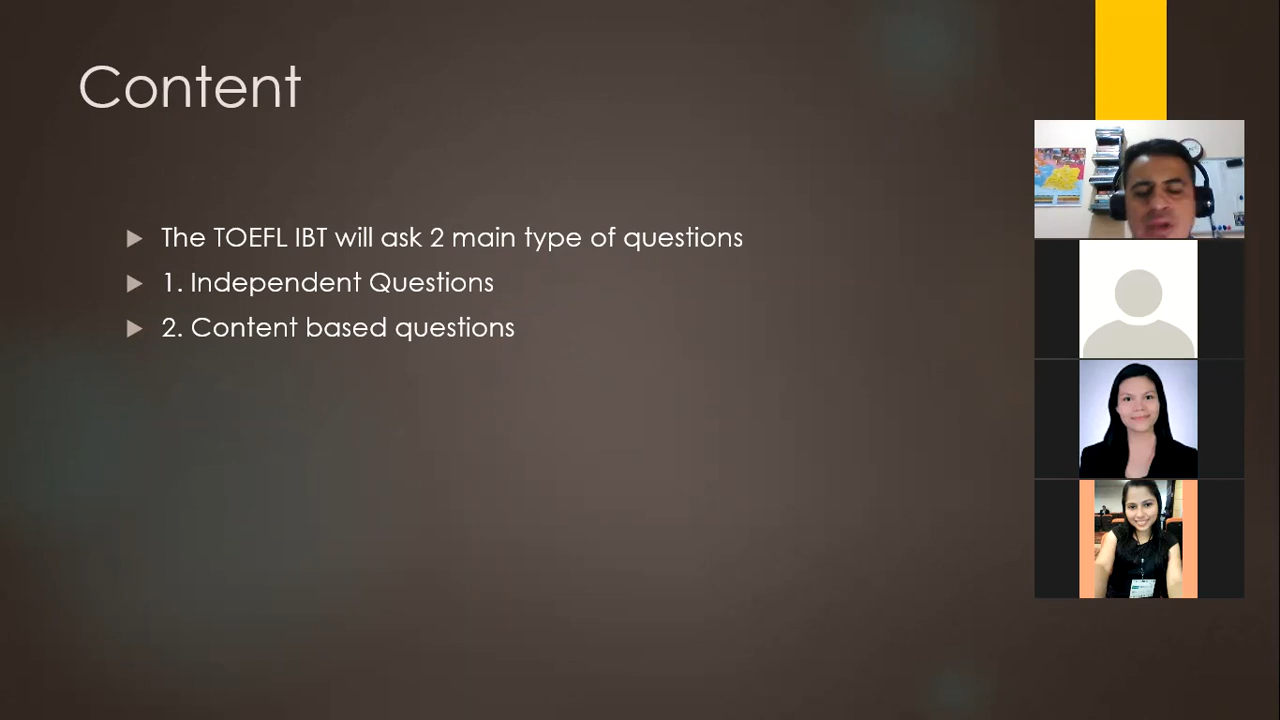 Content
The TOEFL IBT will ask 2 main type of questions
1. Independent Questions
2. Content based questions